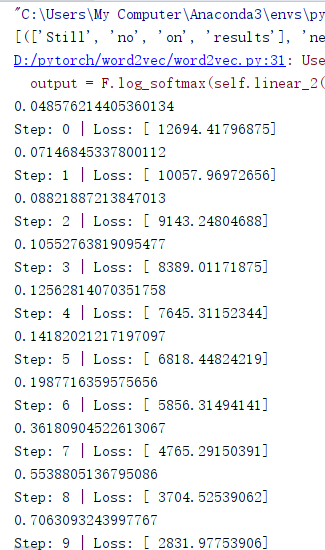 "C:\Users\My Computer\Anaconda3\envs\py
[(['Still', 'no', 'on', 'results'], 'ne
D:/pytorch/word2vec/word2vec.py:31: Use
output = F.log_softmax(self.linear_2(
0.048576214405360134
Step: 0 | Loss: [ 12694.41796875]
0.07146845337800112
Step: 1 | Loss: [ 10057.96972656]
0.08821887213847013
Step: 2 | Loss: [ 9143.24804688]
0.10552763819095477
Step: 3 | Loss: [ 8389.01171875]
0.12562814070351758
Step: 4 | Loss: [ 7645.31152344]
0.14182021217197097
Step: 5 | Loss: [ 6818.44824219]
0.1987716359575656
Step: 6 | Loss: [ 5856.31494141]
0.36180904522613067
Step: 7 | Loss: [ 4765.29150391]
0.5538805136795086
Step: 8 | Loss: [ 3704.52539062]
0.7063093243997767
Step: 9 | Loss: [ 2831.97753906]